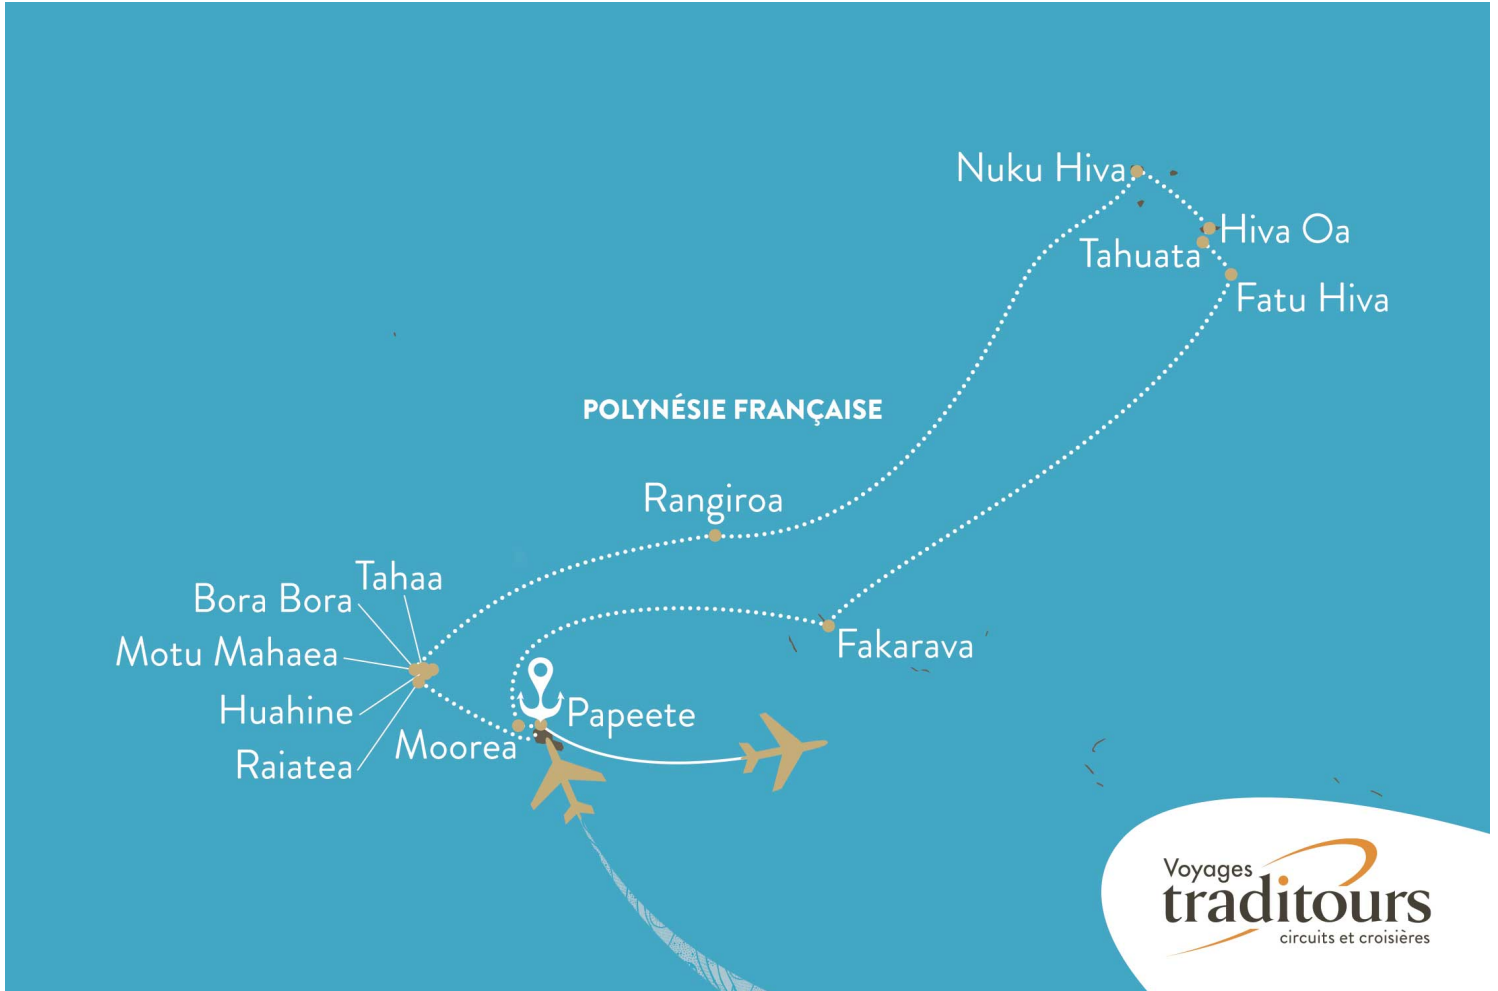 Nuku Hiva
Hiva Oa
Tahuata
Fatu Hiva
POLYNÉSIE FRANÇAISE
Rangiroa
Tahaa
Bora Bora
Motu Mahaea
Fakarava
Huahine
Papeete
Moorea
Raiatea
Voyages
traditours
circuits et croisières